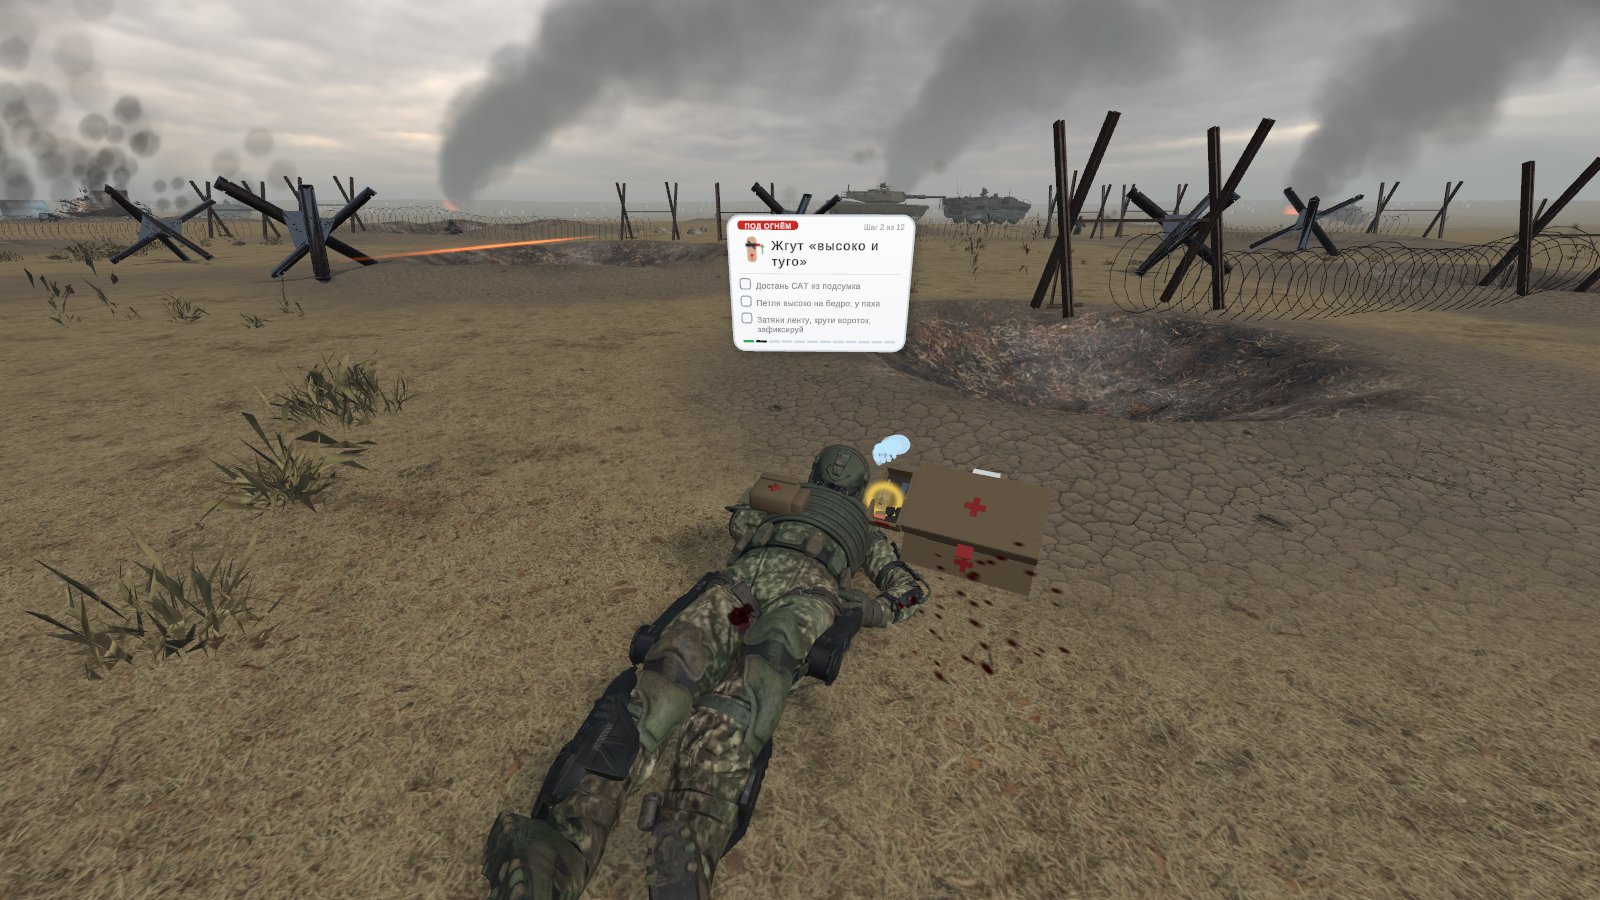 ПОД ОГНЁМ
Шаг 2 из 12
Жгут «высоко и
туго»
Достань CAT из подсумка
Петля высоко на бедро, у паха
Затяни ленту, крути вороток,
зафиксируй